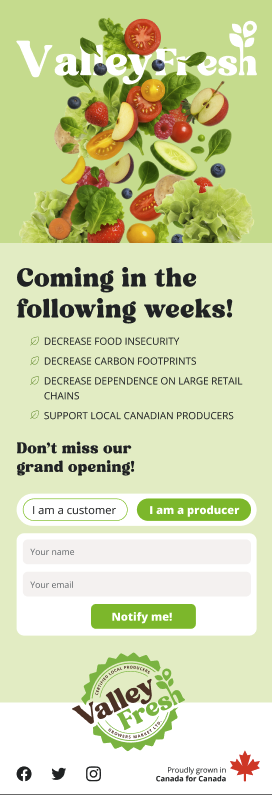 Valley Fresh
Coming in the
following weeks!
DECREASE FOOD INSECURITY
DECREASE CARBON FOOTPRINTS
DECREASE DEPENDENCE ON LARGE RETAIL
CHAINS
SUPPORT LOCAL CANADIAN PRODUCERS
Don't miss our
grand opening!
I am a customer
I am a producer
Your name
Your email
Notify me!
CERTIFIED LOCAL PRODUCERS
Valley
Fresh
GROWERS MARKET LTD.
Proudly grown in
Canada for Canada